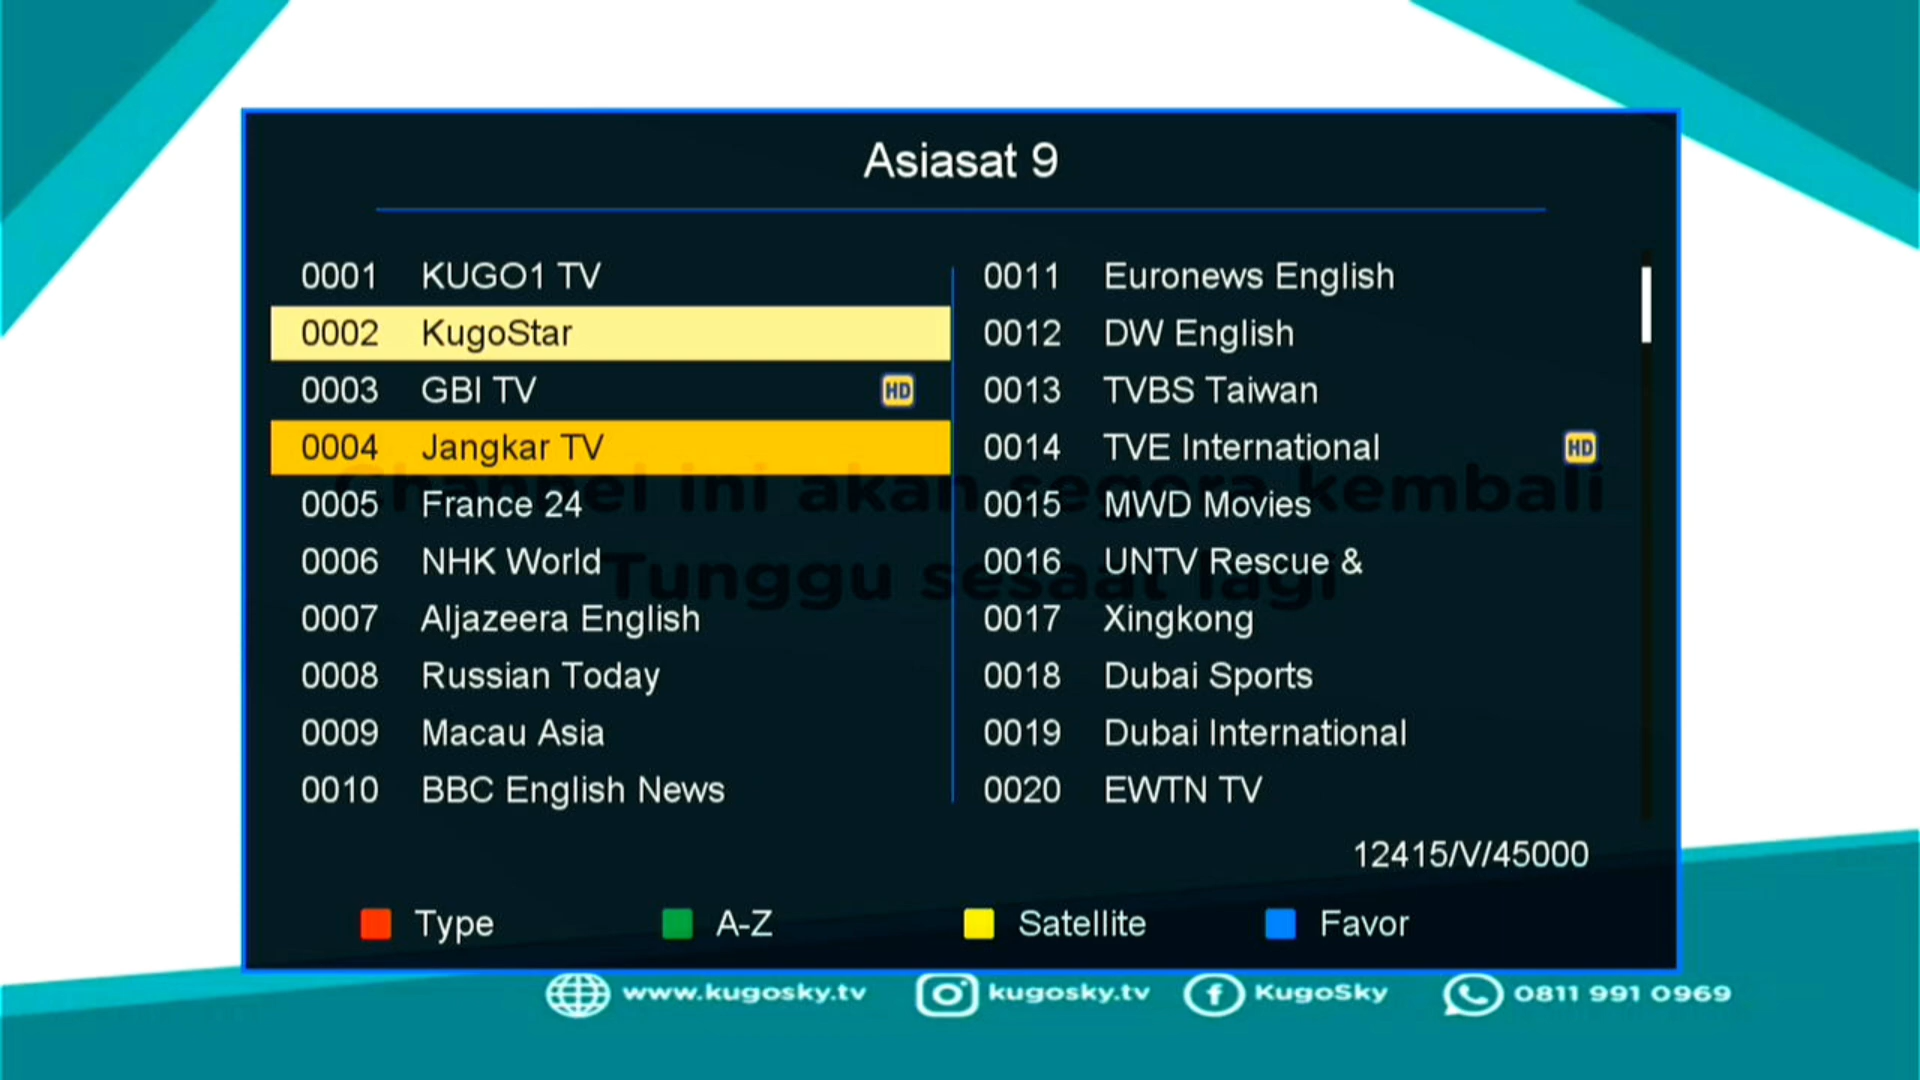 Asiasat 9
0001 KUGO1 TV
0002 KugoStar
0003 GBI TV HD
0004 Jangkar TV
0005 France 24
0006 NHK World
0007 Aljazeera English
0008 Russian Today
0009 Macau Asia
0010 BBC English News
0011 Euronews English
0012 DW English
0013 TVBS Taiwan
0014 TVE International HD
0015 MWD Movies
0016 UNTV Rescue &
0017 Xingkong
0018 Dubai Sports
0019 Dubai International
0020 EWTN TV
Channel ini akan segera kembali
Tunggu sesaat lagi
12415/V/45000
Type A-Z Satellite Favor
www.kugosky.tv kugosky.tv KugoSky 0811 991 0969